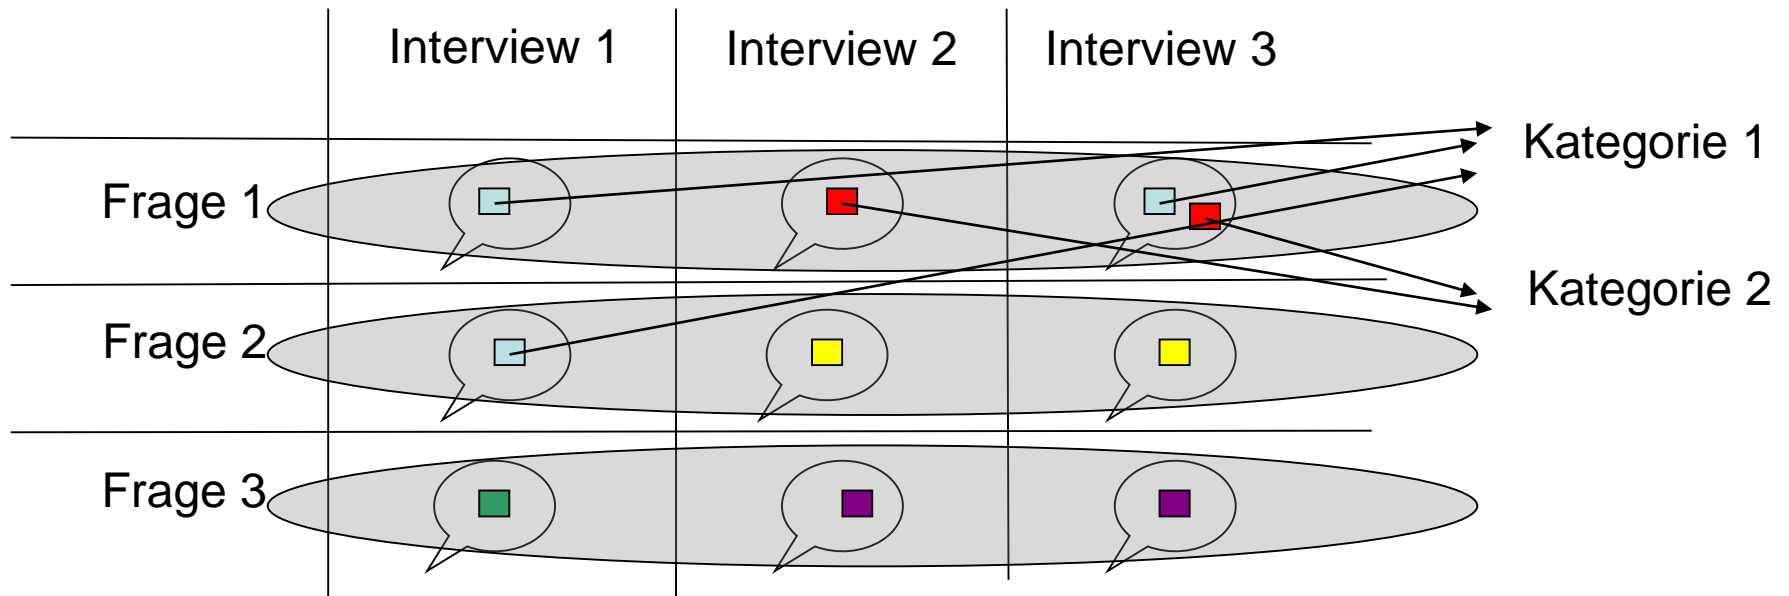 Interview 1
Interview 2
Interview 3
Kategorie 1
Frage 1
Kategorie 2
Frage 2
Frage 3